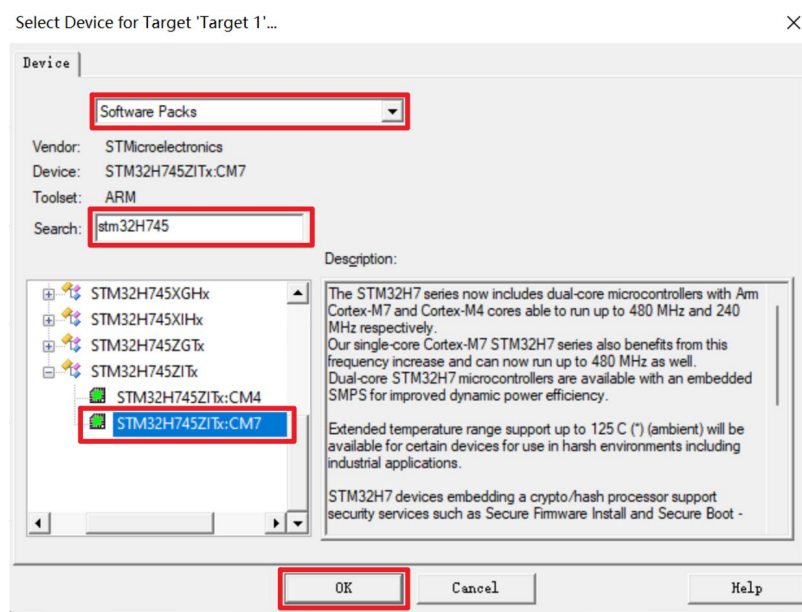 Select Device for Target 'Target 1'...
Device
Software Packs
Vendor: STMicroelectronics
Device: STM32H745ZITx:CM7
Toolset: ARM
Search: stm32H745
Description:
STM32H745XGHx
STM32H745XIHx
STM32H745ZGTx
STM32H745ZITx
STM32H745ZITx:CM4
STM32H745ZITx:CM7
The STM32H7 series now includes dual-core microcontrollers with Arm
Cortex-M7 and Cortex-M4 cores able to run up to 480 MHz and 240
MHz respectively.
Our single-core Cortex-M7 STM32H7 series also benefits from this
frequency increase and can now run up to 480 MHz as well.
Dual-core STM32H7 microcontrollers are available with an embedded
SMPS for improved dynamic power efficiency.
Extended temperature range support up to 125 C (*) (ambient) will be
available for certain devices for use in harsh environments including
industrial applications.
STM32H7 devices embedding a crypto/hash processor support
security services such as Secure Firmware Install and Secure Boot -
OK
Cancel
Help